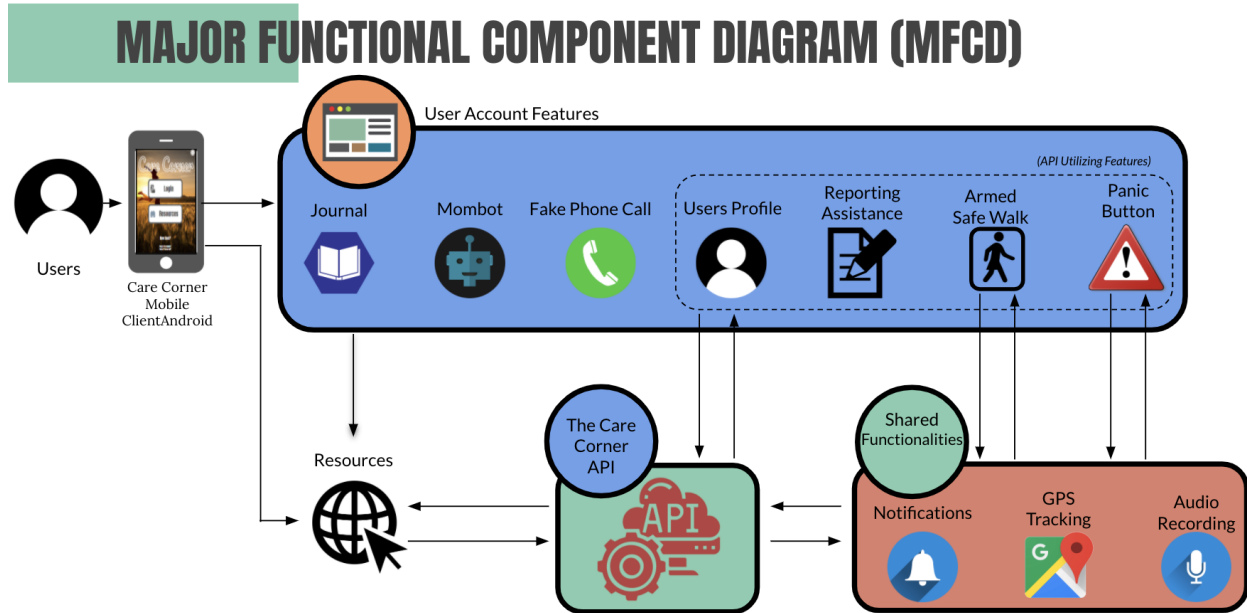 MAJOR FUNCTIONAL COMPONENT DIAGRAM (MFCD)
User Account Features
(API Utilizing Features)
Journal
Mombot
Fake Phone Call
Users Profile
Reporting
Assistance
Armed
Safe Walk
Panic
Button
Users
Care Corner
Login
Resources
Care Corner
Mobile
ClientAndroid
Resources
The Care
Corner
API
API
Shared
Functionalities
Notifications
GPS
Tracking
G
Audio
Recording